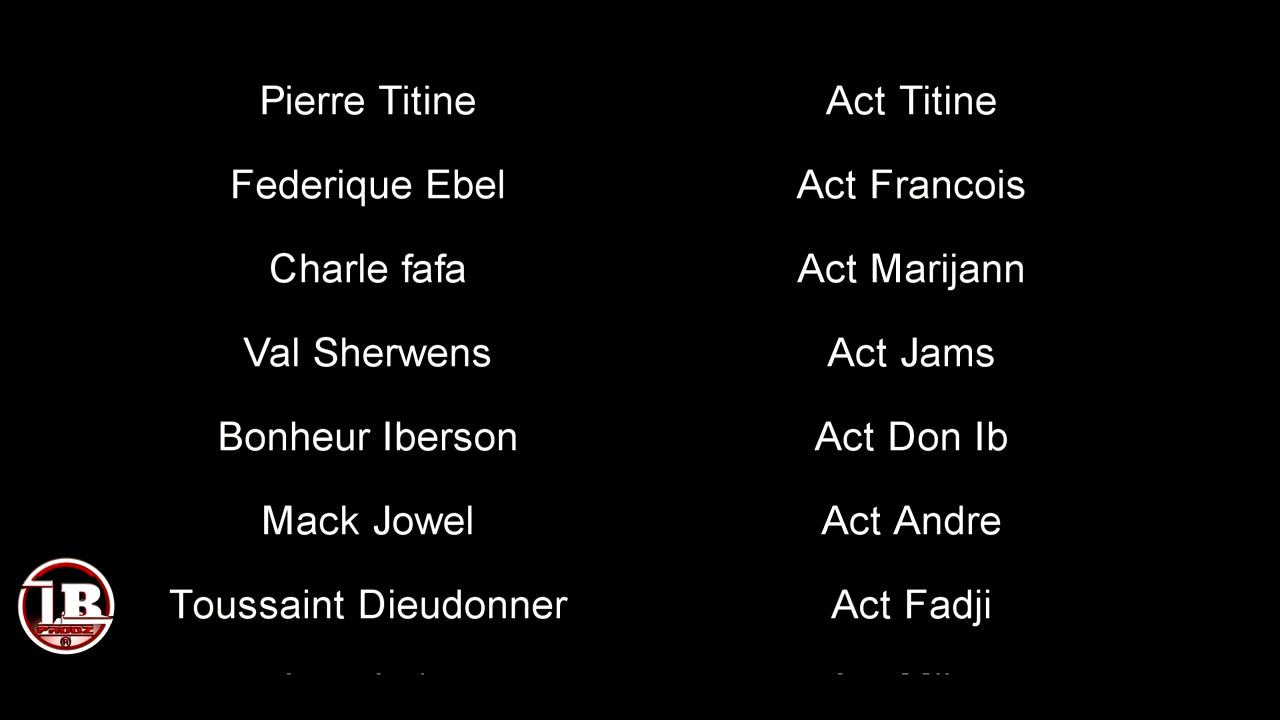 Pierre Titine Act Titine
Federique Ebel Act Francois
Charle fafa Act Marijann
Val Sherwens Act Jams
Bonheur Iberson Act Don Ib
Mack Jowel Act Andre
Toussaint Dieudonner Act Fadji
IB
PRODZ
®